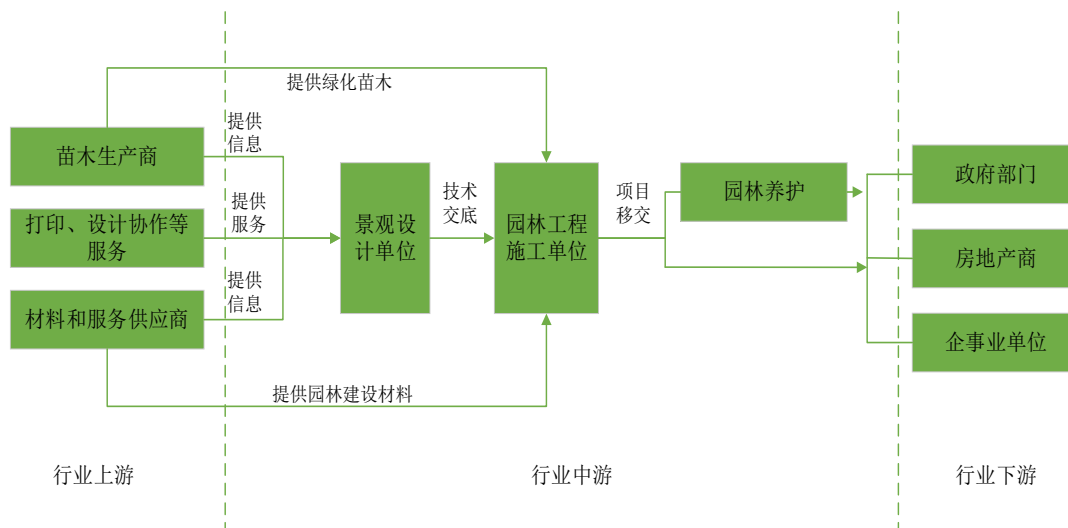 提供绿化苗木
苗木生产商
提供
信息
打印、设计协作等
服务
提供
服务
材料和服务供应商
提供
信息
景观设
计单位
技术
交底
园林工程
施工单位
项目
移交
园林养护
政府部门
房地产商
企事业单位
提供园林建设材料
行业上游
行业中游
行业下游